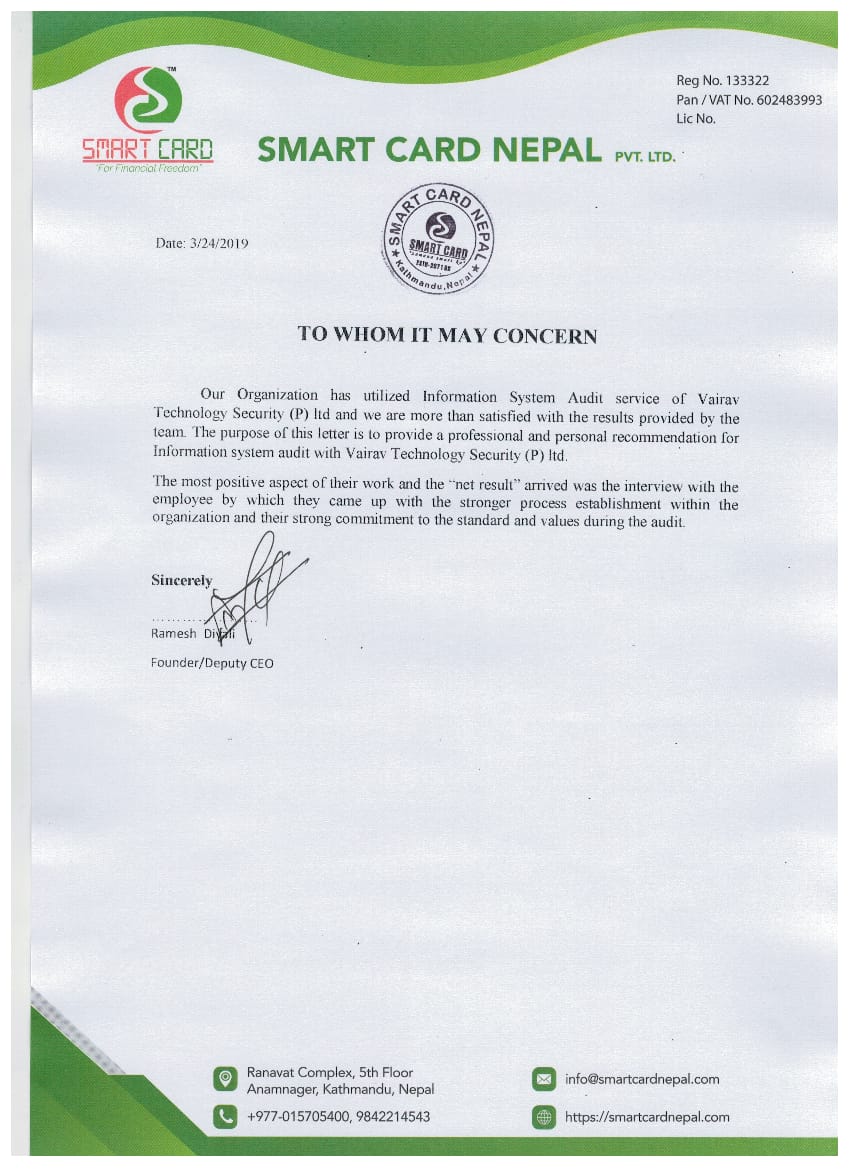 Reg No. 133322
Pan / VAT No. 602483993
Lic No.
TM
SMART CARD
"For Financial Freedom"
SMART CARD NEPAL PVT. LTD.
SMART CARD NEPAL
SMART CARD
Kathmandu, Nepal
Date: 3/24/2019
TO WHOM IT MAY CONCERN
Our Organization has utilized Information System Audit service of Vairav
Technology Security (P) ltd and we are more than satisfied with the results provided by the
team. The purpose of this letter is to provide a professional and personal recommendation for
Information system audit with Vairav Technology Security (P) ltd.
The most positive aspect of their work and the “net result” arrived was the interview with the
employee by which they came up with the stronger process establishment within the
organization and their strong commitment to the standard and values during the audit.
Sincerely
Ramesh
Founder/Deputy CEO
Ranavat Complex, 5th Floor
Anamnager, Kathmandu, Nepal
+977-015705400, 9842214543
info@smartcardnepal.com
https://smartcardnepal.com